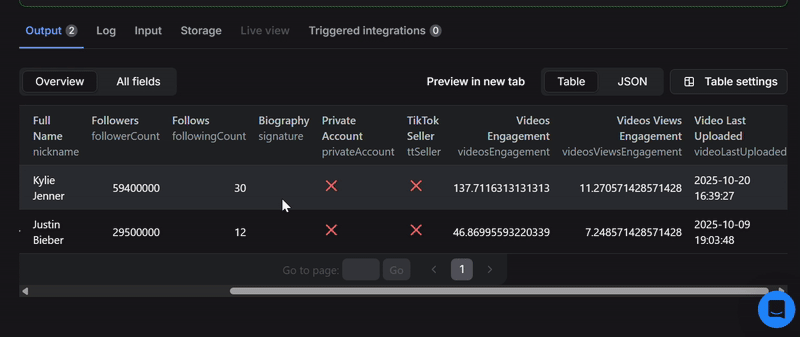 Output 2 Log Input Storage Live view Triggered integrations 0
Overview All fields Preview in new tab Table JSON Table settings
Full Name nickname Followers followerCount Follows followingCount Biography signature Private Account privateAccount TikTok Seller ttSeller Videos Engagement videosEngagement Videos Views Engagement videosViewsEngagement Video Last Uploaded videoLastUploaded
Kylie Jenner 59400000 30 137.7116313131313 11.270571428571428 2025-10-20 16:39:27
Justin Bieber 29500000 12 46.86995593220339 7.248571428571428 2025-10-09 19:03:48
Go to page: Go 1